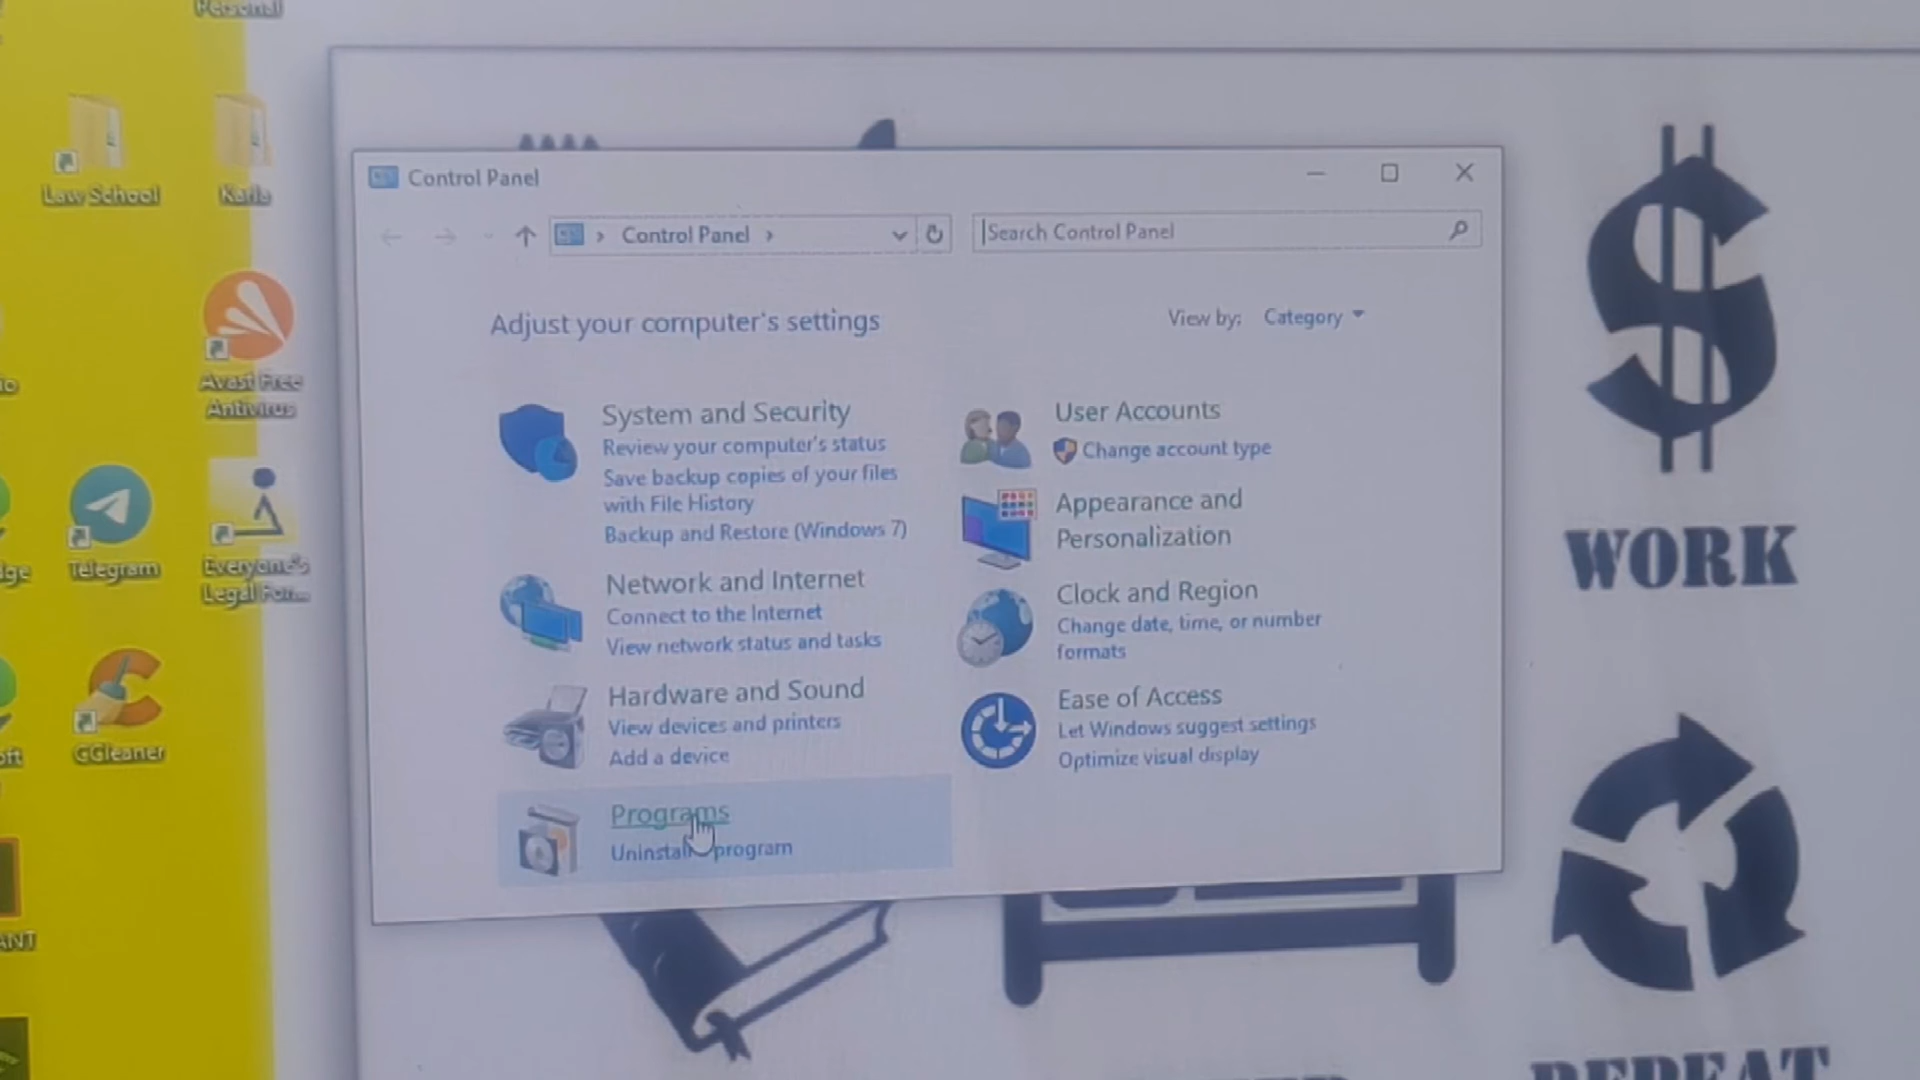 Personal
Law School
Karla
Avast Free
Antivirus
Telegram
Everyone's
Legal For...
CCleaner
ANT
Control Panel
Control Panel
Search Control Panel
Adjust your computer's settings
View by: Category
System and Security
Review your computer's status
Save backup copies of your files
with File History
Backup and Restore (Windows 7)
Network and Internet
Connect to the Internet
View network status and tasks
Hardware and Sound
View devices and printers
Add a device
Programs
Uninstall program
User Accounts
Change account type
Appearance and
Personalization
Clock and Region
Change date, time, or number
formats
Ease of Access
Let Windows suggest settings
Optimize visual display
WORK
REPEAT